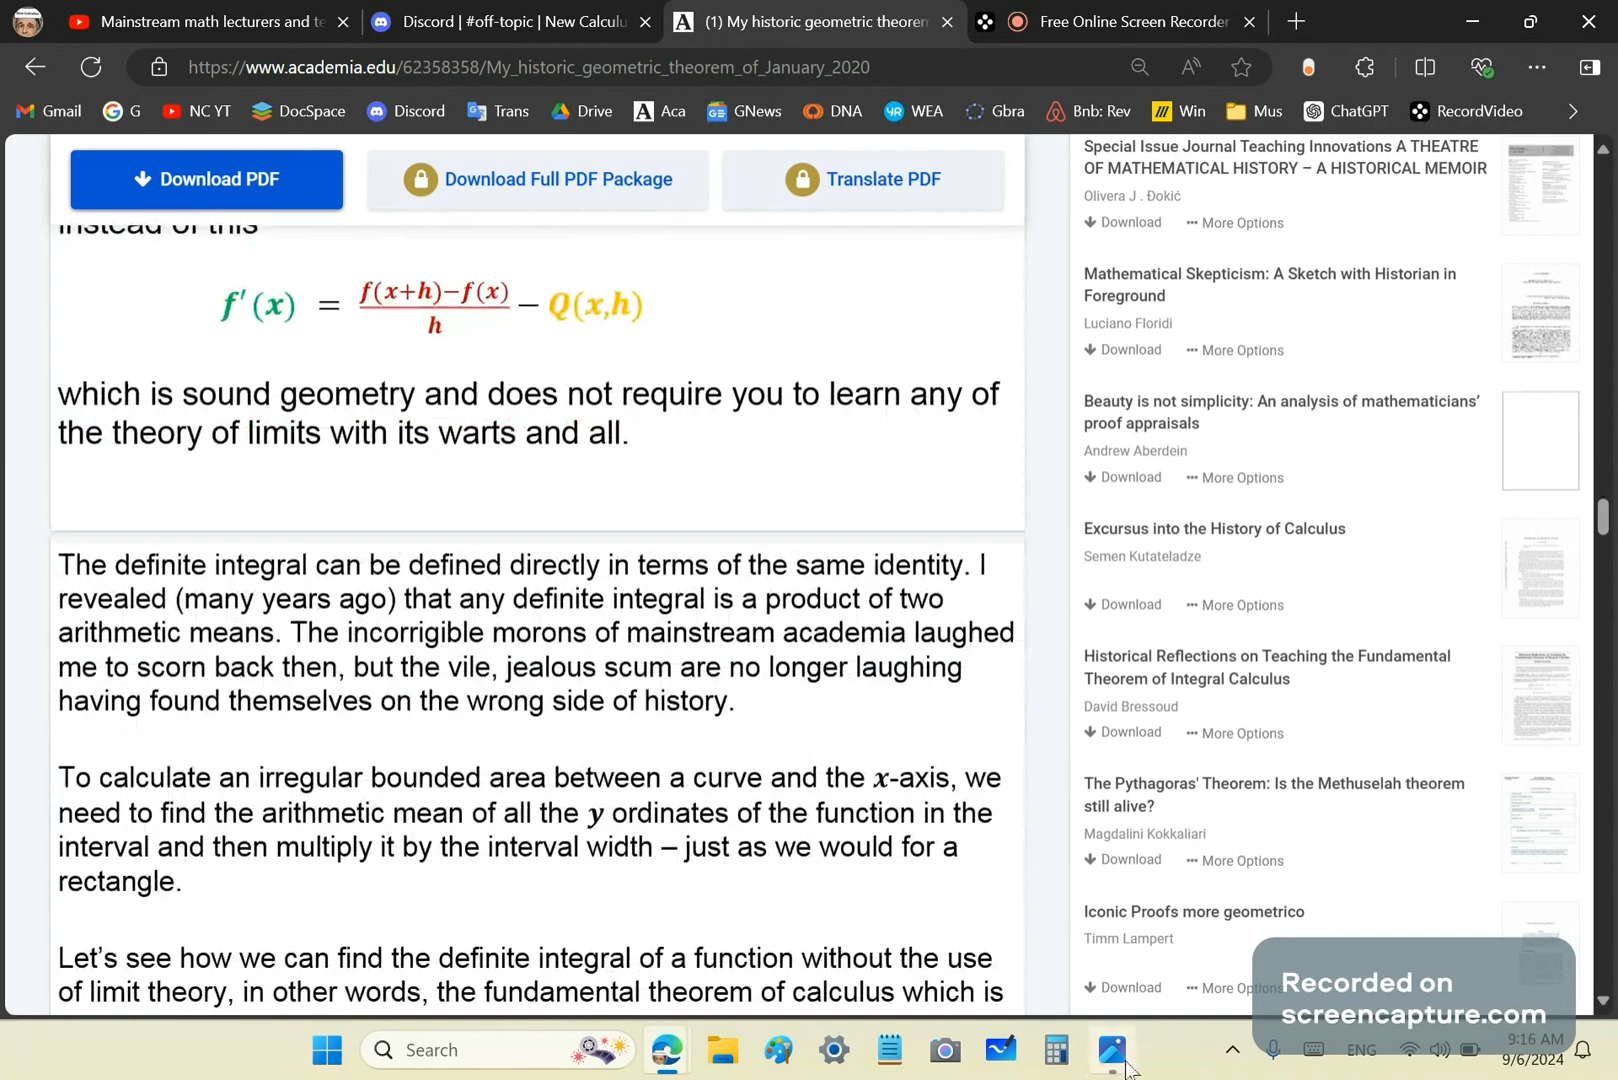 Mainstream math lecturers and te
Discord | #off-topic | New Calculu
(1) My historic geometric theorem
Free Online Screen Recorder
https://www.academia.edu/62358358/My_historic_geometric_theorem_of_January_2020
Gmail
G
NC YT
DocSpace
Discord
Trans
Drive
Aca
GNews
DNA
WEA
Gbra
Bnb: Rev
Win
Mus
ChatGPT
RecordVideo
Download PDF
Download Full PDF Package
Translate PDF
instead of this
f'(x) = f(x+h)−f(x)/h − Q(x,h)
which is sound geometry and does not require you to learn any of
the theory of limits with its warts and all.
The definite integral can be defined directly in terms of the same identity. I
revealed (many years ago) that any definite integral is a product of two
arithmetic means. The incorrigible morons of mainstream academia laughed
me to scorn back then, but the vile, jealous scum are no longer laughing
having found themselves on the wrong side of history.
To calculate an irregular bounded area between a curve and the x-axis, we
need to find the arithmetic mean of all the y ordinates of the function in the
interval and then multiply it by the interval width – just as we would for a
rectangle.
Let's see how we can find the definite integral of a function without the use
of limit theory, in other words, the fundamental theorem of calculus which is
Special Issue Journal Teaching Innovations A THEATRE
OF MATHEMATICAL HISTORY – A HISTORICAL MEMOIR
Olivera J . Đokić
Download ••• More Options
Mathematical Skepticism: A Sketch with Historian in
Foreground
Luciano Floridi
Download ••• More Options
Beauty is not simplicity: An analysis of mathematicians'
proof appraisals
Andrew Aberdein
Download ••• More Options
Excursus into the History of Calculus
Semen Kutateladze
Download ••• More Options
Historical Reflections on Teaching the Fundamental
Theorem of Integral Calculus
David Bressoud
Download ••• More Options
The Pythagoras' Theorem: Is the Methuselah theorem
still alive?
Magdalini Kokkaliari
Download ••• More Options
Iconic Proofs more geometrico
Timm Lampert
Download ••• More Options
Recorded on
screencapture.com
Search
ENG
9:16 AM
9/6/2024